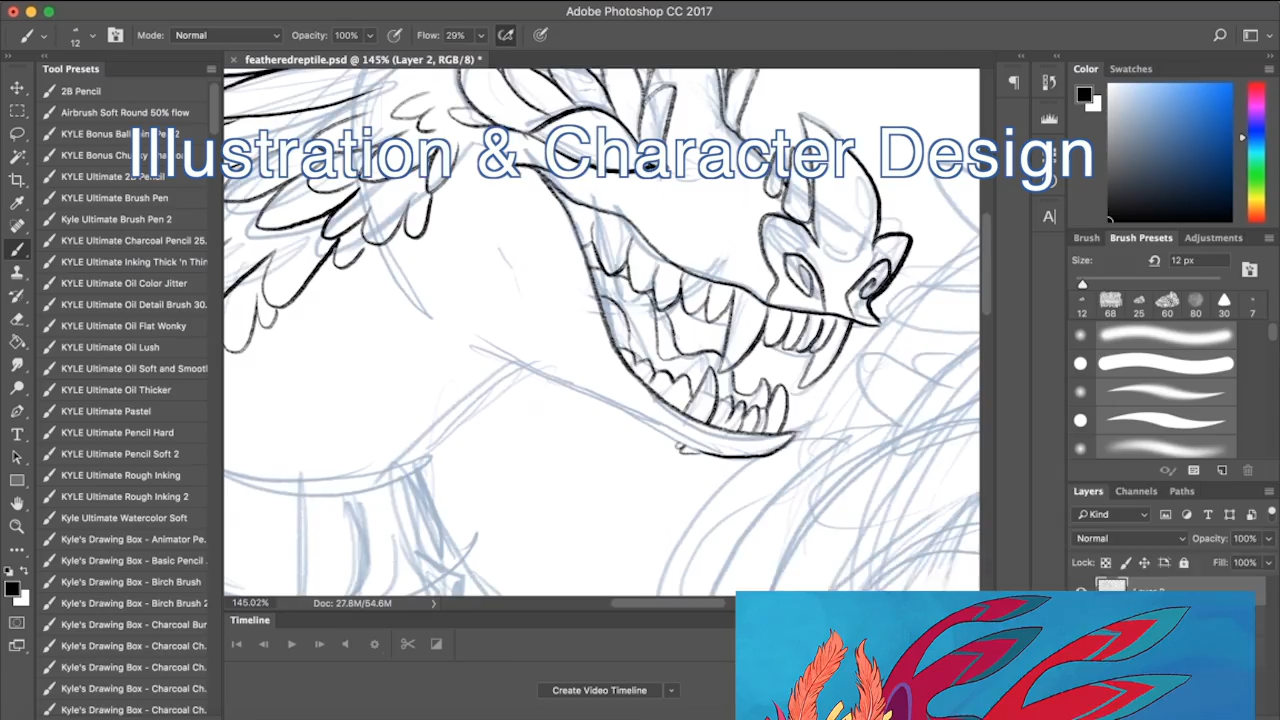 Adobe Photoshop CC 2017
12 Mode: Normal Opacity: 100% Flow: 29%
featheredreptile.psd @ 145% (Layer 2, RGB/8) *
Tool Presets
2B Pencil
Airbrush Soft Round 50% flow
Illustration & Character Design
KYLE Ultimate Brush Pen
Kyle Ultimate Brush Pen 2
KYLE Ultimate Charcoal Pencil 25.
KYLE Ultimate Inking Thick 'n Thin
KYLE Ultimate Oil Color Jitter
KYLE Ultimate Oil Detail Brush 30.
KYLE Ultimate Oil Flat Wonky
KYLE Ultimate Oil Lush
KYLE Ultimate Oil Soft and Smoot
KYLE Ultimate Oil Thicker
KYLE Ultimate Pastel
KYLE Ultimate Pencil Hard
KYLE Ultimate Pencil Soft 2
KYLE Ultimate Rough Inking
KYLE Ultimate Rough Inking 2
Kyle Ultimate Watercolor Soft
Kyle's Drawing Box - Animator Pe.
Kyle's Drawing Box - Basic Pencil
Kyle's Drawing Box - Birch Brush
Kyle's Drawing Box - Birch Brush 2
Kyle's Drawing Box - Charcoal Bur
Kyle's Drawing Box - Charcoal Ch.
Kyle's Drawing Box - Charcoal Ch.
Kyle's Drawing Box - Charcoal Ch.
Kyle's Drawing Box - Charcoal Ch.
145.02% Doc: 27.8M/54.6M
Timeline
Create Video Timeline
Color Swatches
Brush Brush Presets Adjustments
Size: 12 px
12 68 25 60 80 30 7
Layers Channels Paths
Kind
Normal Opacity: 100%
Lock: Fill: 100%